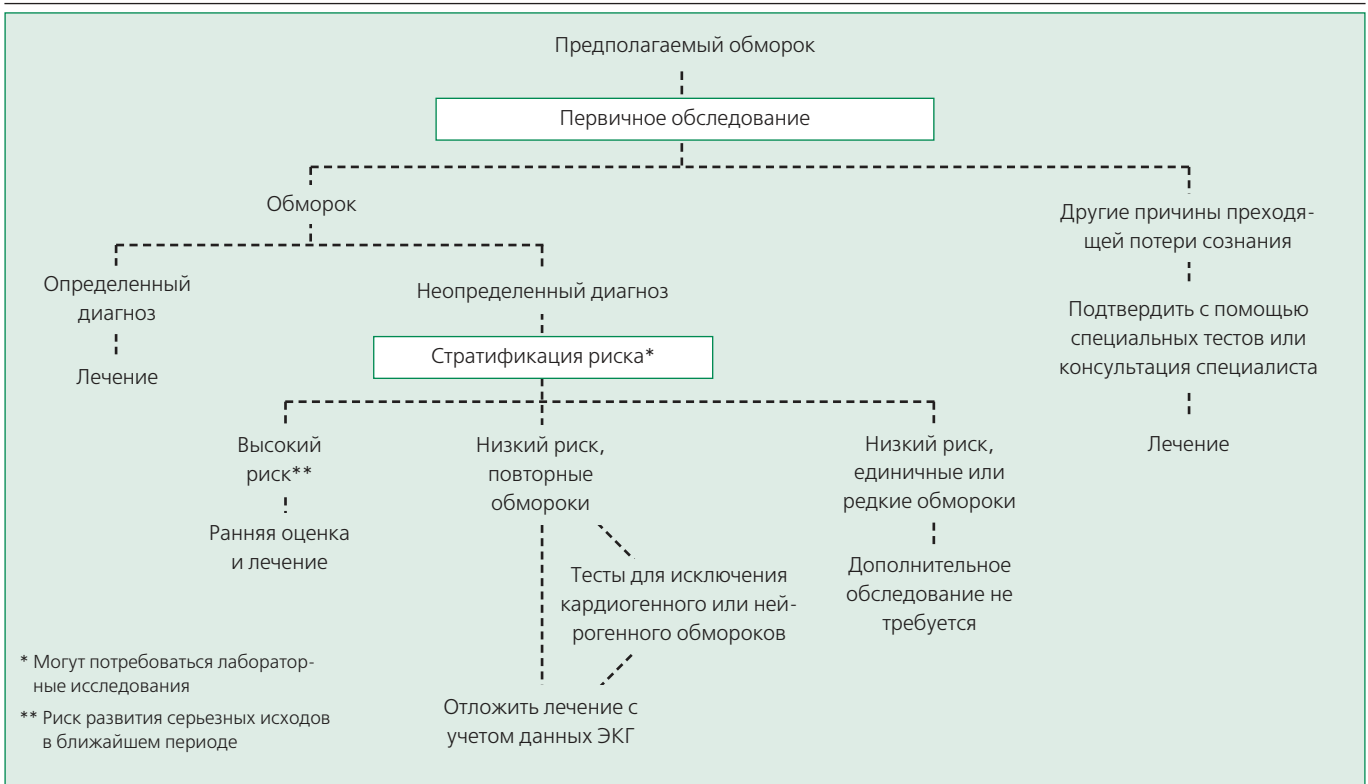 Предполагаемый обморок
Первичное обследование
Обморок
Другие причины преходя-
щей потери сознания
Определенный
диагноз
Неопределенный диагноз
Подтвердить с помощью
специальных тестов или
консультация специалиста
Стратификация риска*
Лечение
Высокий
риск**
Низкий риск,
повторные
обмороки
Низкий риск,
единичные или
редкие обмороки
Лечение
Ранняя оценка
и лечение
Тесты для исключения
кардиогенного или ней-
рогенного обмороков
Дополнительное
обследование не
требуется
* Могут потребоваться лаборатор-
ные исследования
** Риск развития серьезных исходов
в ближайшем периоде
Отложить лечение с
учетом данных ЭКГ